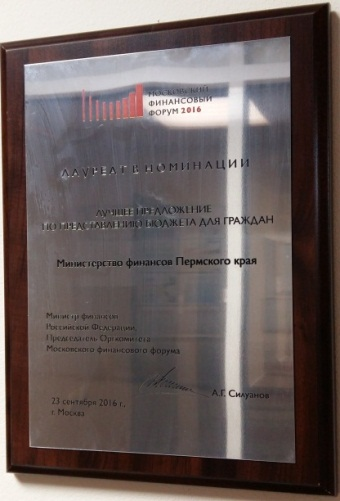 МОСКОВСКИЙ
ФИНАНСОВЫЙ
ФОРУМ 2016
ЛАУРЕАТ В НОМИНАЦИИ
ЛУЧШЕЕ ПРЕДЛОЖЕНИЕ
ПО ПРЕДСТАВЛЕНИЮ БЮДЖЕТА ДЛЯ ГРАЖДАН
Министерство финансов Пермского края
Министр финансов
Российской Федерации
Председатель Оргкомитета
Московского финансового форума
А.Г. Силуанов
23 сентября 2016 г.,
г. Москва